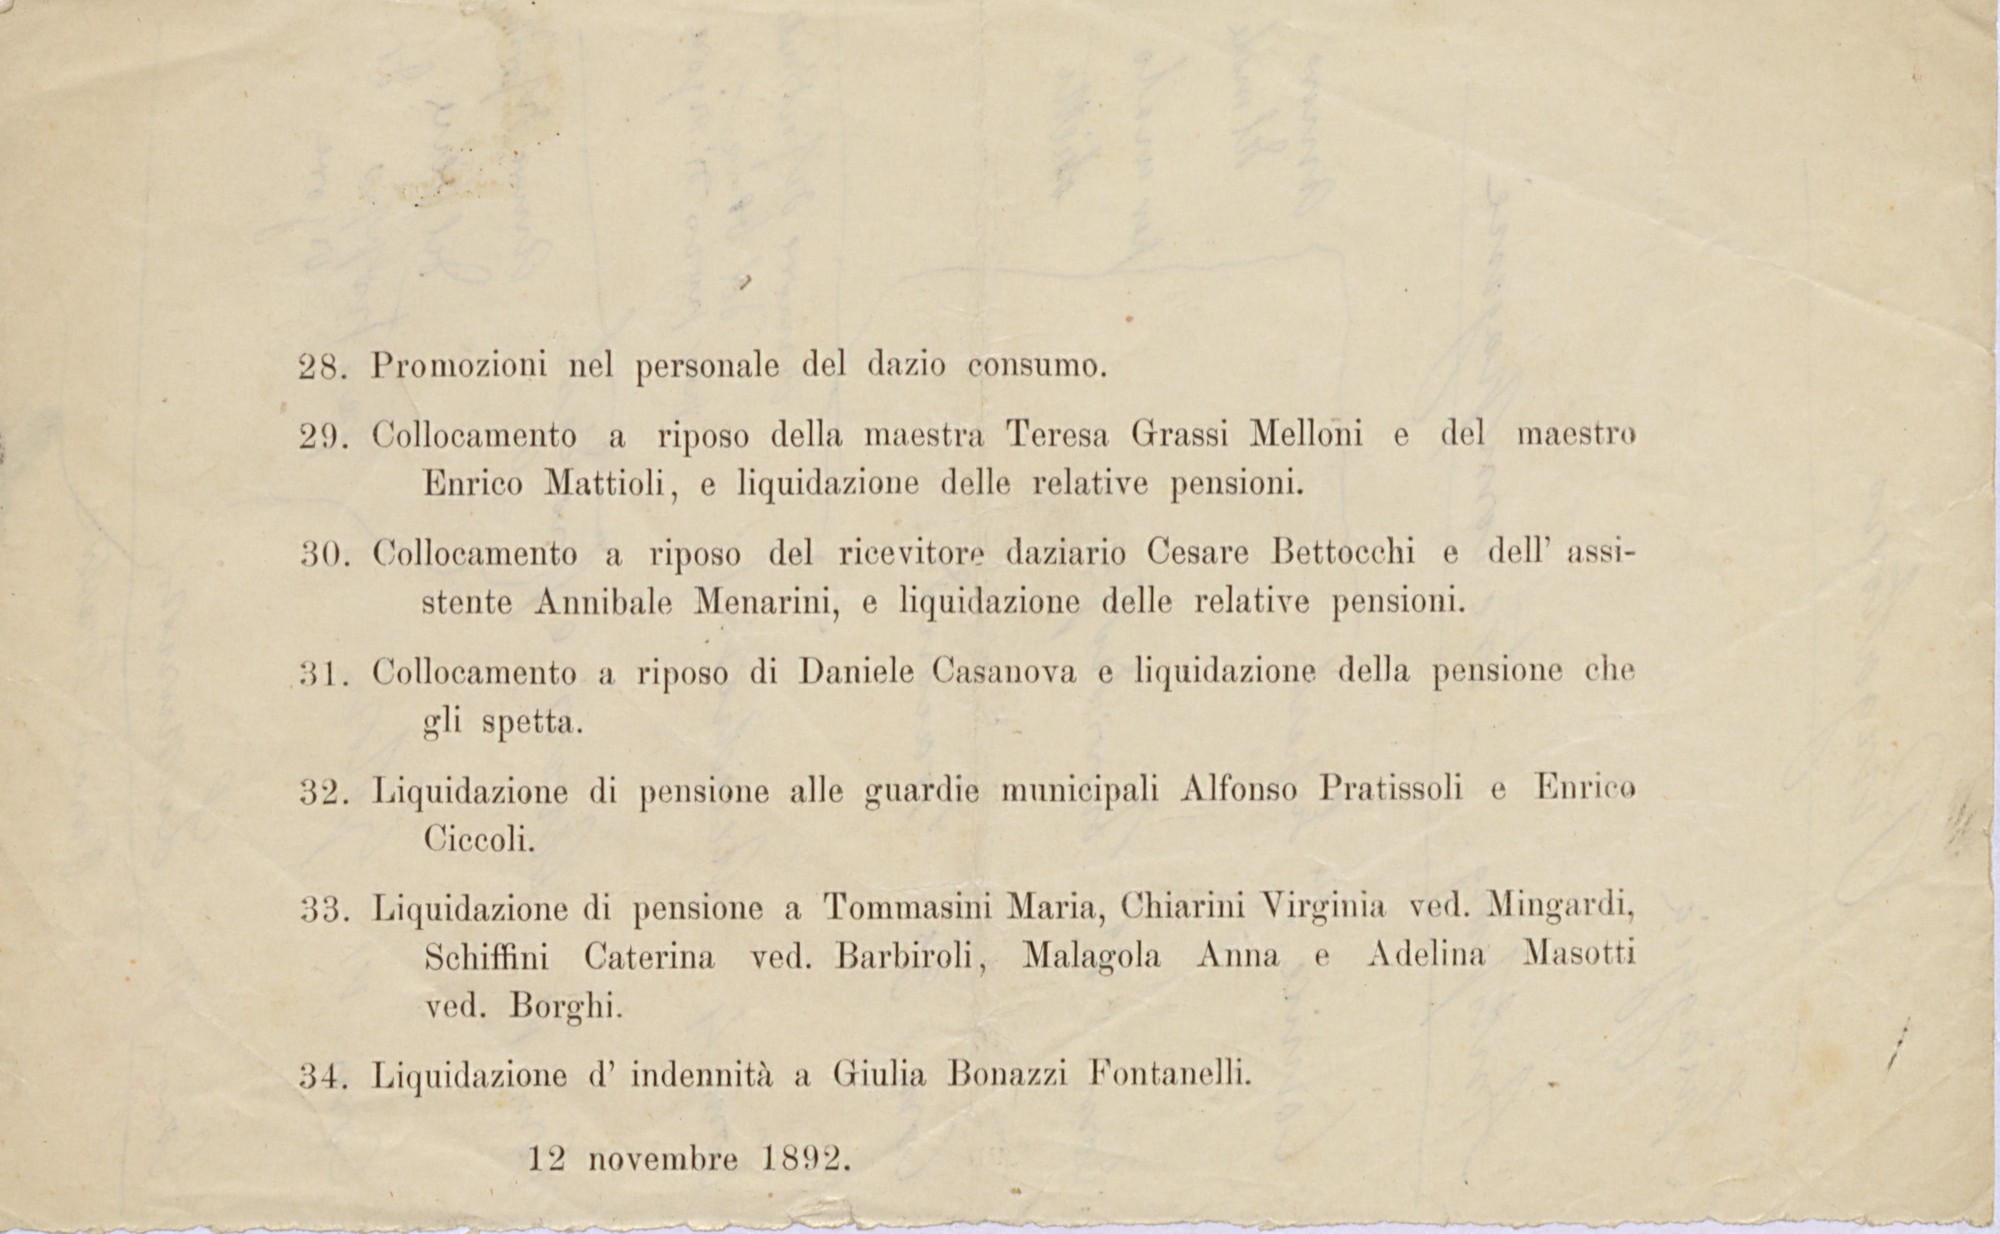 28. Promozioni nel personale del dazio consumo.
29. Collocamento a riposo della maestra Teresa Grassi Melloni e del maestro
Enrico Mattioli, e liquidazione delle relative pensioni.
30. Collocamento a riposo del ricevitore daziario Cesare Bettocchi e dell' assi-
stente Annibale Menarini, e liquidazione delle relative pensioni.
31. Collocamento a riposo di Daniele Casanova e liquidazione della pensione che
gli spetta.
32. Liquidazione di pensione alle guardie municipali Alfonso Pratissoli e Enrico
Ciccoli.
33. Liquidazione di pensione a Tommasini Maria, Chiarini Virginia ved. Mingardi,
Schiffini Caterina ved. Barbiroli, Malagola Anna e Adelina Masotti
ved. Borghi.
34. Liquidazione d' indennità a Giulia Bonazzi Fontanelli.
12 novembre 1892.